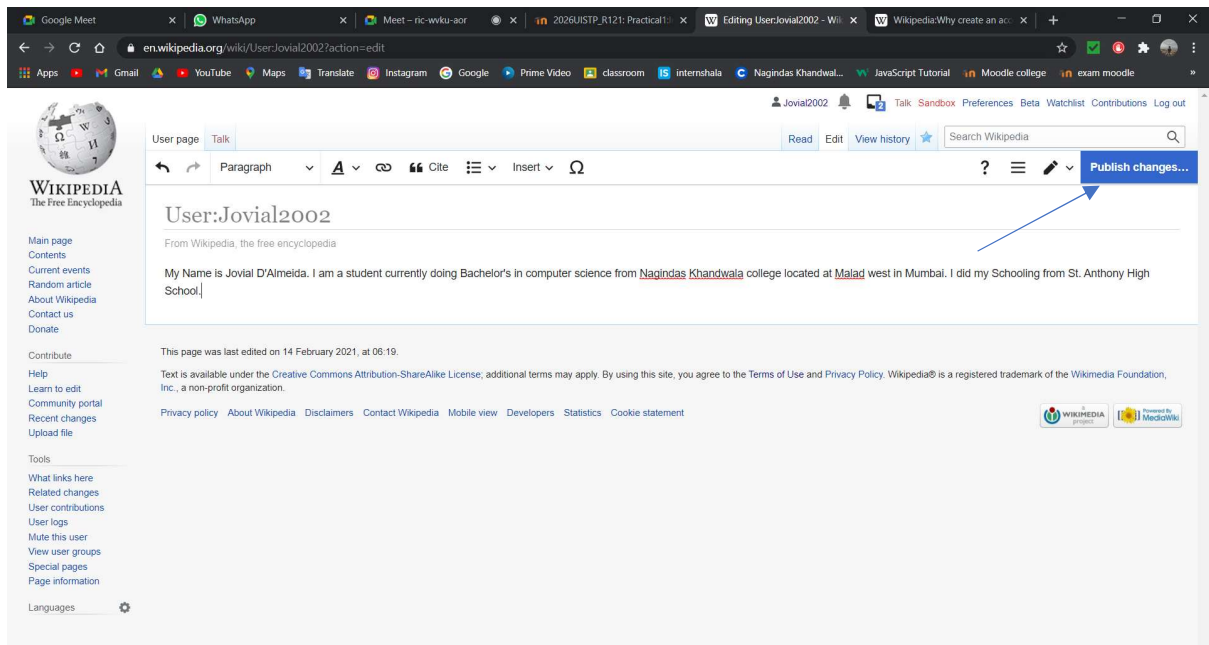 Google Meet
WhatsApp
Meet – ric-wku-aor
2026UISTP_R121: Practical1:
Editing User:Jovial2002 - Wiki
Wikipedia:Why create an acc
en.wikipedia.org/wiki/User:Jovial2002?action=edit
Apps
Gmail
YouTube
Maps
Translate
Instagram
Google
Prime Video
classroom
IS internshala
C Nagindas Khandwal...
JavaScript Tutorial
Moodle college
exam moodle
»
Jovial2002
2
Talk Sandbox Preferences Beta Watchlist Contributions Log out
User page Talk
Read Edit View history
Search Wikipedia
Paragraph
A
Cite
Insert
Ω
?
Publish changes...
WIKIPEDIA
The Free Encyclopedia
User:Jovial2002
From Wikipedia, the free encyclopedia
My Name is Jovial D'Almeida. I am a student currently doing Bachelor's in computer science from Nagindas Khandwala college located at Malad west in Mumbai. I did my Schooling from St. Anthony High
School.
Main page
Contents
Current events
Random article
About Wikipedia
Contact us
Donate
Contribute
Help
Learn to edit
Community portal
Recent changes
Upload file
Tools
What links here
Related changes
User contributions
User logs
Mute this user
View user groups
Special pages
Page information
Languages
This page was last edited on 14 February 2021, at 06:19.
Text is available under the Creative Commons Attribution-ShareAlike License; additional terms may apply. By using this site, you agree to the Terms of Use and Privacy Policy. Wikipedia® is a registered trademark of the Wikimedia Foundation,
Inc., a non-profit organization.
Privacy policy About Wikipedia Disclaimers Contact Wikipedia Mobile view Developers Statistics Cookie statement
a
WIKIMEDIA
project
Powered By
MediaWiki